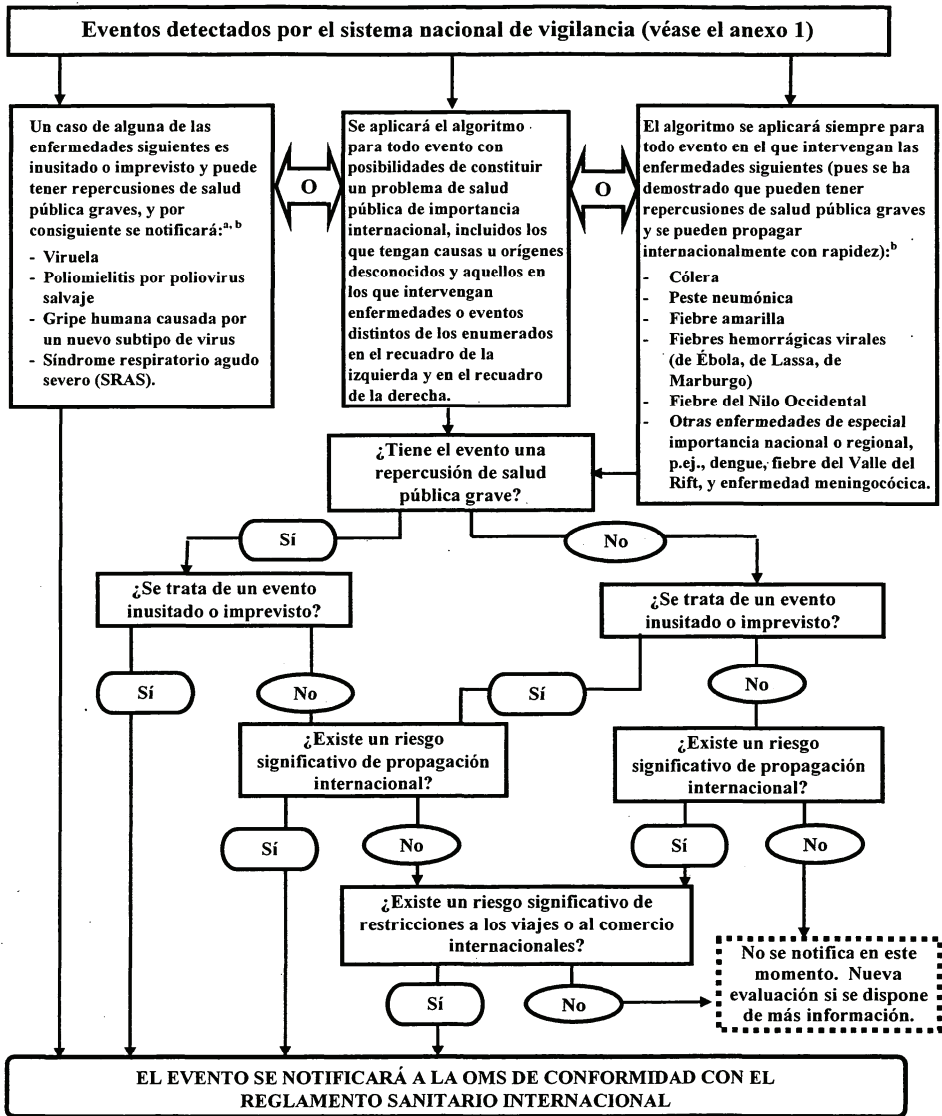 Eventos detectados por el sistema nacional de vigilancia (véase el anexo 1)
Un caso de alguna de las
enfermedades siguientes es
inusitado o imprevisto y puede
tener repercusiones de salud
pública graves, y por
consiguiente se notificará:a, b
- Viruela
- Poliomielitis por poliovirus
salvaje
- Gripe humana causada por
un nuevo subtipo de virus
- Síndrome respiratorio agudo
severo (SRAS).
O
Se aplicará el algoritmo
para todo evento con
posibilidades de constituir
un problema de salud
pública de importancia
internacional, incluidos los
que tengan causas u orígenes
desconocidos y aquellos en
los que intervengan
enfermedades o eventos
distintos de los enumerados
en el recuadro de la
izquierda y en el recuadro
de la derecha.
O
El algoritmo se aplicará siempre para
todo evento en el que intervengan las
enfermedades siguientes (pues se ha
demostrado que pueden tener
repercusiones de salud pública graves
y se pueden propagar
internacionalmente con rapidez):b
- Cólera
- Peste neumónica
- Fiebre amarilla
- Fiebres hemorrágicas virales
(de Ébola, de Lassa, de
Marburgo)
- Fiebre del Nilo Occidental
- Otras enfermedades de especial
importancia nacional o regional,
p.ej., dengue, fiebre del Valle del
Rift, y enfermedad meningocócica.
¿Tiene el evento una
repercusión de salud
pública grave?
Sí
No
¿Se trata de un evento
inusitado o imprevisto?
¿Se trata de un evento
inusitado o imprevisto?
Sí
No
Sí
No
¿Existe un riesgo
significativo de propagación
internacional?
¿Existe un riesgo
significativo de propagación
internacional?
Sí
No
Sí
No
¿Existe un riesgo significativo de
restricciones a los viajes o al comercio
internacionales?
Sí
No
No se notifica en este
momento. Nueva
evaluación si se dispone
de más información.
EL EVENTO SE NOTIFICARÁ A LA OMS DE CONFORMIDAD CON EL
REGLAMENTO SANITARIO INTERNACIONAL